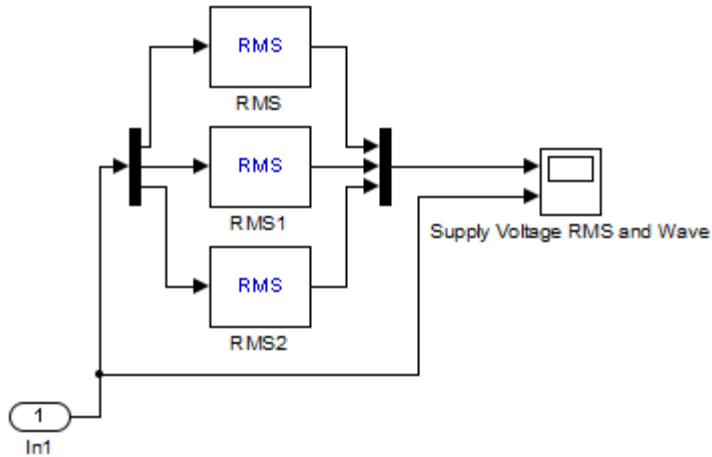 RMS
RMS
RMS
RMS1
Supply Voltage RMS and Wave
RMS
RMS2
1
In1